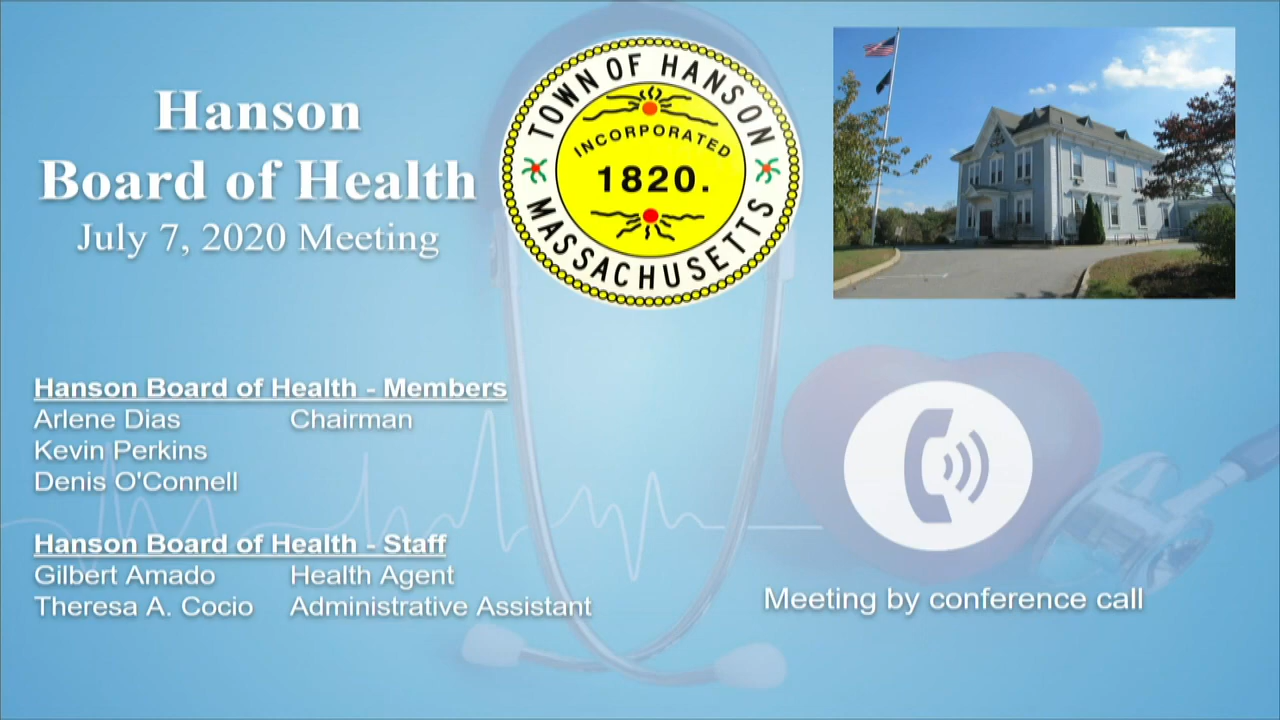 Hanson
Board of Health
July 7, 2020 Meeting
TOWN OF HANSON
INCORPORATED
1820.
MASSACHUSETTS
Hanson Board of Health - Members
Arlene Dias Chairman
Kevin Perkins
Denis O'Connell
Hanson Board of Health - Staff
Gilbert Amado Health Agent
Theresa A. Cocio Administrative Assistant
Meeting by conference call